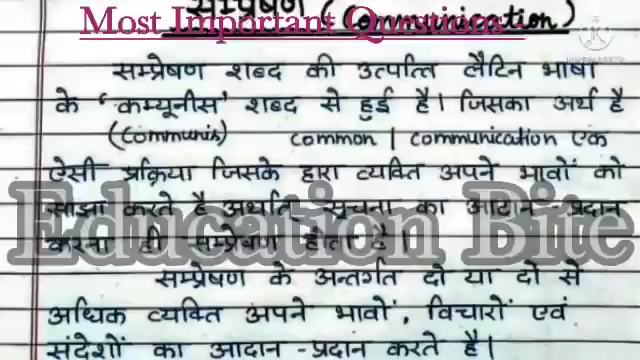 सम्प्रेषण (Communication)
Most Important Questions
सम्प्रेषण शब्द की उत्पत्ति लैटिन भाषा
के 'कम्यूनीस' शब्द से हुई है। जिसका अर्थ है
(Communis) common | communication एक
ऐसी प्रक्रिया जिसके द्वारा व्यक्ति अपने भावों को
साझा करते है अर्थात् सूचना का आदान-प्रदान
करना ही सम्प्रेषण होता है।
Education Bite
सम्प्रेषण के अन्तर्गत दो या दो से
अधिक व्यक्ति अपने भावों, विचारों एवं
संदेशों का आदान-प्रदान करते है।